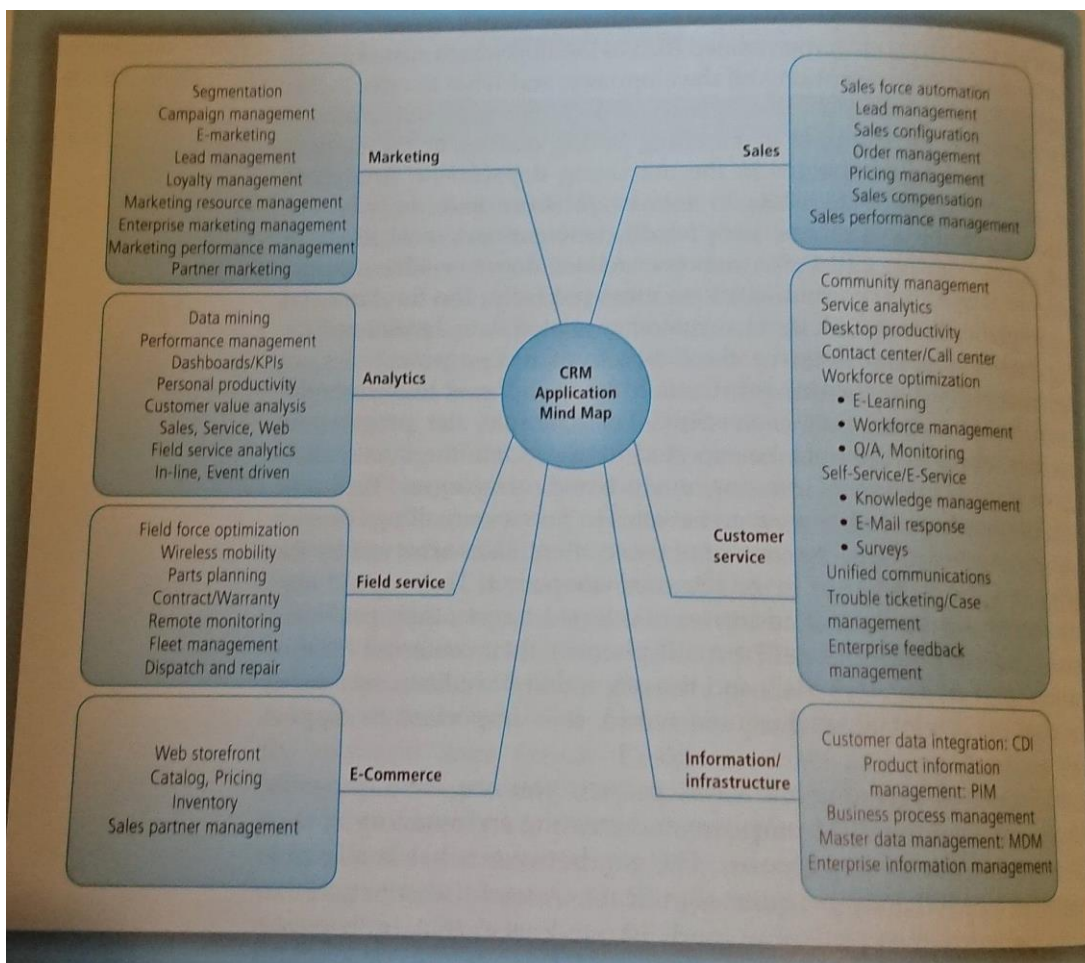 Segmentation
Campaign management
E-marketing
Lead management
Loyalty management
Marketing resource management
Enterprise marketing management
Marketing performance management
Partner marketing
Marketing
Data mining
Performance management
Dashboards/KPIs
Personal productivity
Customer value analysis
Sales, Service, Web
Field service analytics
In-line, Event driven
Analytics
Field force optimization
Wireless mobility
Parts planning
Contract/Warranty
Remote monitoring
Fleet management
Dispatch and repair
Field service
Web storefront
Catalog, Pricing
Inventory
Sales partner management
E-Commerce
CRM
Application
Mind Map
Sales
Sales force automation
Lead management
Sales configuration
Order management
Pricing management
Sales compensation
Sales performance management
Customer
service
Community management
Service analytics
Desktop productivity
Contact center/Call center
Workforce optimization
• E-Learning
• Workforce management
• Q/A, Monitoring
Self-Service/E-Service
• Knowledge management
• E-Mail response
• Surveys
Unified communications
Trouble ticketing/Case
management
Enterprise feedback
management
Information/
infrastructure
Customer data integration: CDI
Product information
management: PIM
Business process management
Master data management: MDM
Enterprise information management